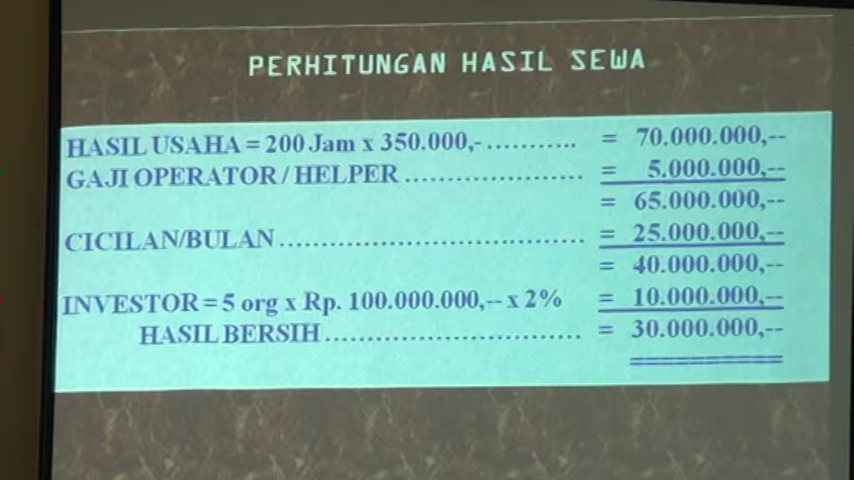 PERHITUNGAN HASIL SEWA
HASIL USAHA = 200 Jam x 350.000,- ........... = 70.000.000,--
GAJI OPERATOR / HELPER ...................... = 5.000.000,--
= 65.000.000,--
CICILAN/BULAN ..................................... = 25.000.000,--
= 40.000.000,--
INVESTOR = 5 org x Rp. 100.000.000,-- x 2% = 10.000.000,--
HASIL BERSIH ............................... = 30.000.000,--
==========